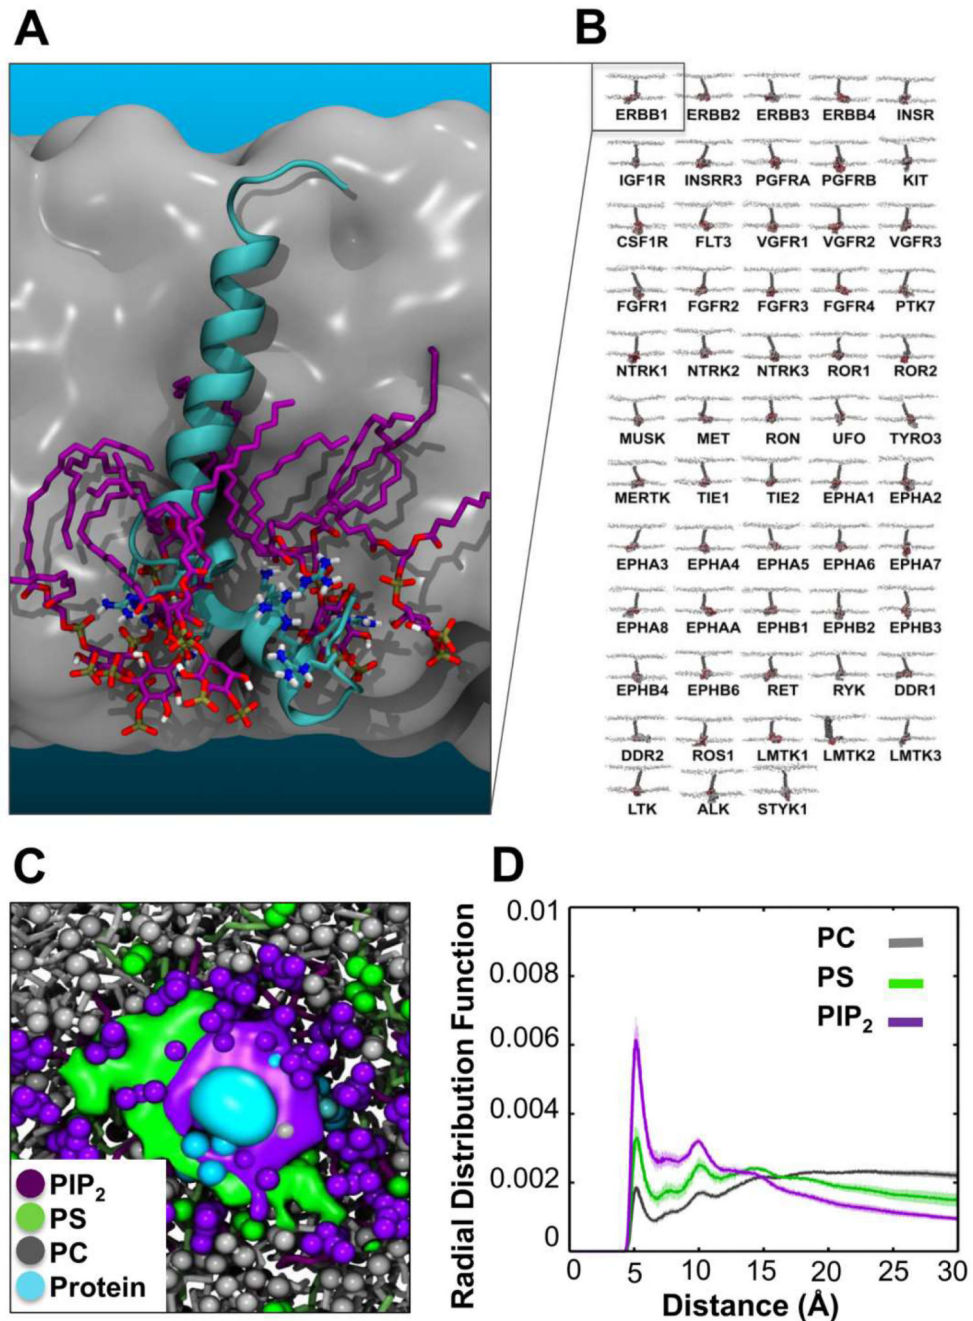 A
B
ERBB1 ERBB2 ERBB3 ERBB4 INSR
IGF1R INSRR3 PGFRA PGFRB KIT
CSF1R FLT3 VGFR1 VGFR2 VGFR3
FGFR1 FGFR2 FGFR3 FGFR4 PTK7
NTRK1 NTRK2 NTRK3 ROR1 ROR2
MUSK MET RON UFO TYRO3
MERTK TIE1 TIE2 EPHA1 EPHA2
EPHA3 EPHA4 EPHA5 EPHA6 EPHA7
EPHA8 EPHAA EPHB1 EPHB2 EPHB3
EPHB4 EPHB6 RET RYK DDR1
DDR2 ROS1 LMTK1 LMTK2 LMTK3
LTK ALK STYK1
C
PIP₂
PS
PC
Protein
D
Radial Distribution Function
0.01
0.008
0.006
0.004
0.002
0
PC
PS
PIP₂
0 5 10 15 20 25 30
Distance (Å)